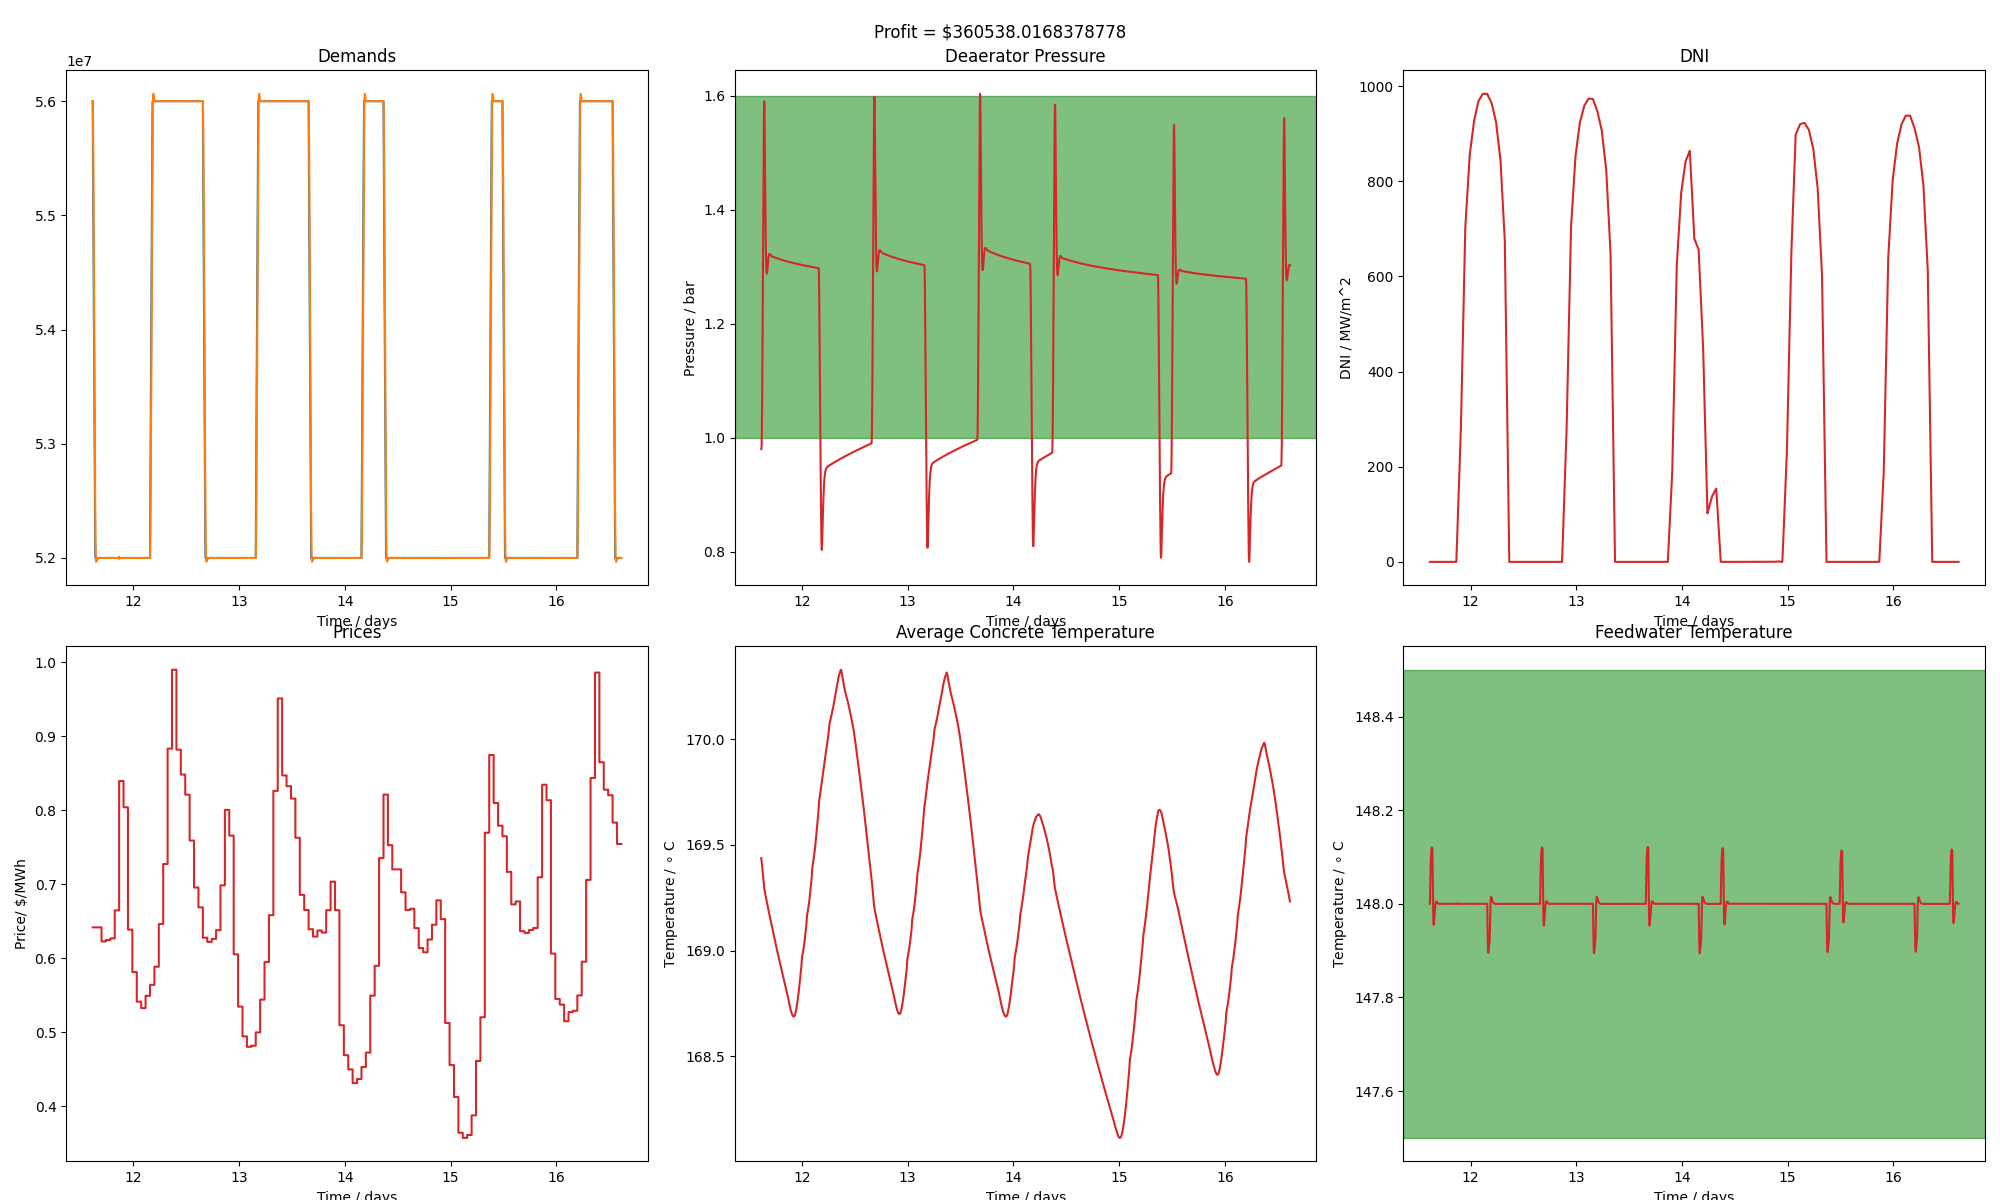 Profit = $360538.0168378778
Demands
1e7
5.6
5.5
5.4
5.3
5.2
12 13 14 15 16
Time / days
Deaerator Pressure
Pressure / bar
1.6
1.4
1.2
1.0
0.8
12 13 14 15 16
Time / days
DNI
DNI / MW/m^2
1000
800
600
400
200
0
12 13 14 15 16
Time / days
Prices
Price/ $/MWh
1.0
0.9
0.8
0.7
0.6
0.5
0.4
12 13 14 15 16
Time / days
Average Concrete Temperature
Temperature / ∘ C
170.0
169.5
169.0
168.5
12 13 14 15 16
Time / days
Feedwater Temperature
Temperature / ∘ C
148.4
148.2
148.0
147.8
147.6
12 13 14 15 16
Time / days